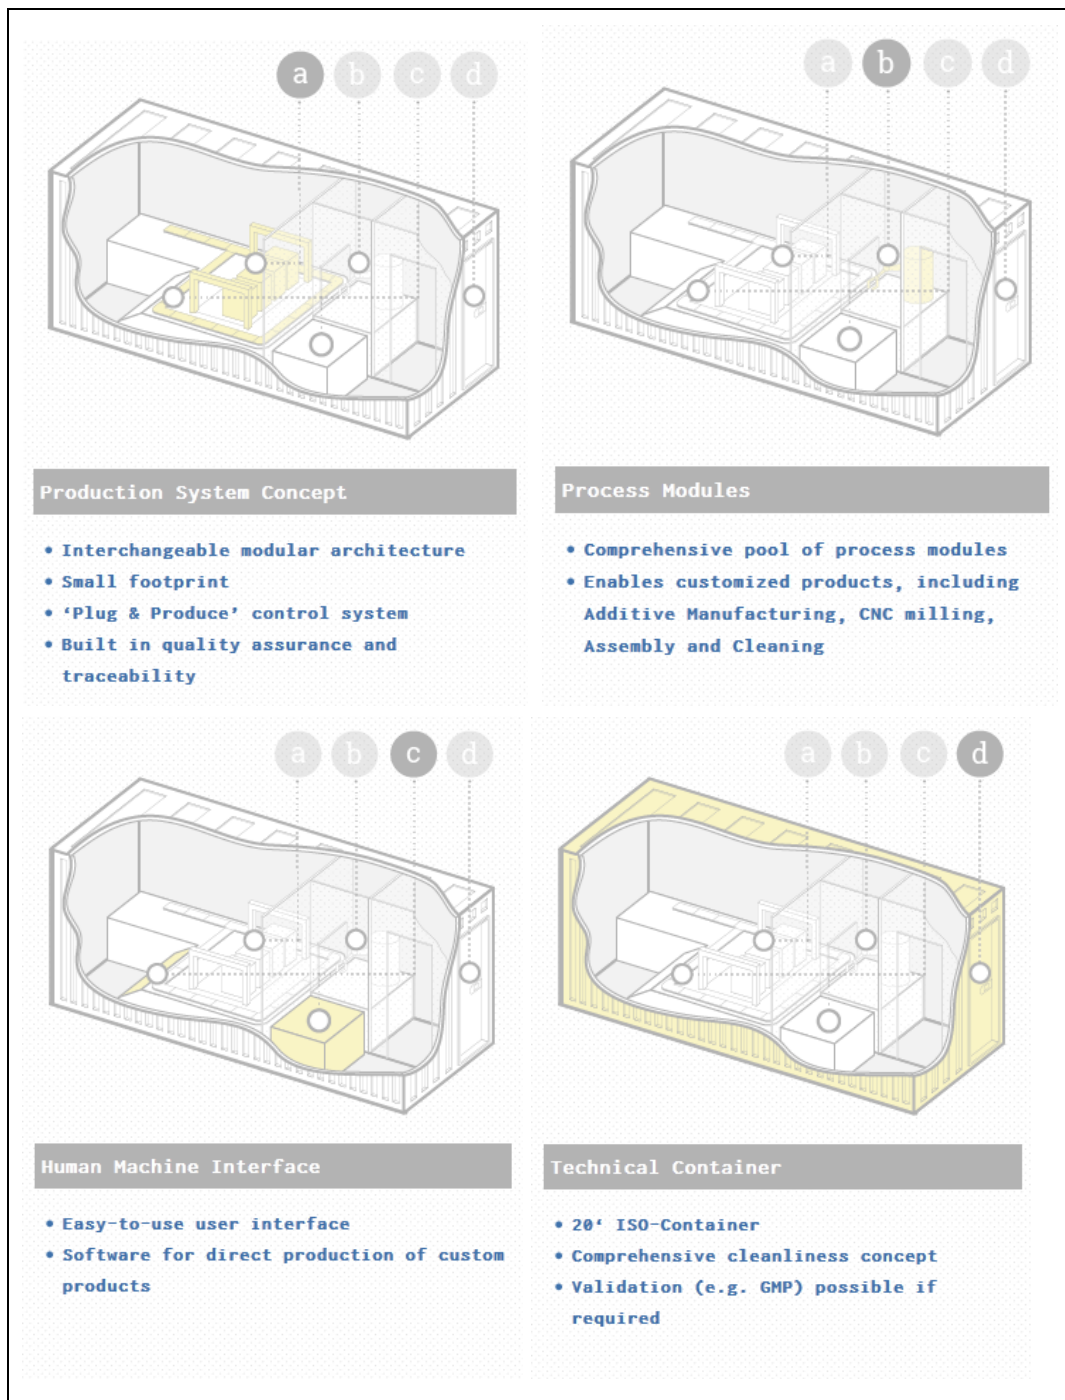 a b c d
Production System Concept
• Interchangeable modular architecture
• Small footprint
• ‘Plug & Produce’ control system
• Built in quality assurance and
traceability
a b c d
Process Modules
• Comprehensive pool of process modules
• Enables customized products, including
Additive Manufacturing, CNC milling,
Assembly and Cleaning
a b c d
Human Machine Interface
• Easy-to-use user interface
• Software for direct production of custom
products
a b c d
Technical Container
• 20‘ ISO-Container
• Comprehensive cleanliness concept
• Validation (e.g. GMP) possible if
required